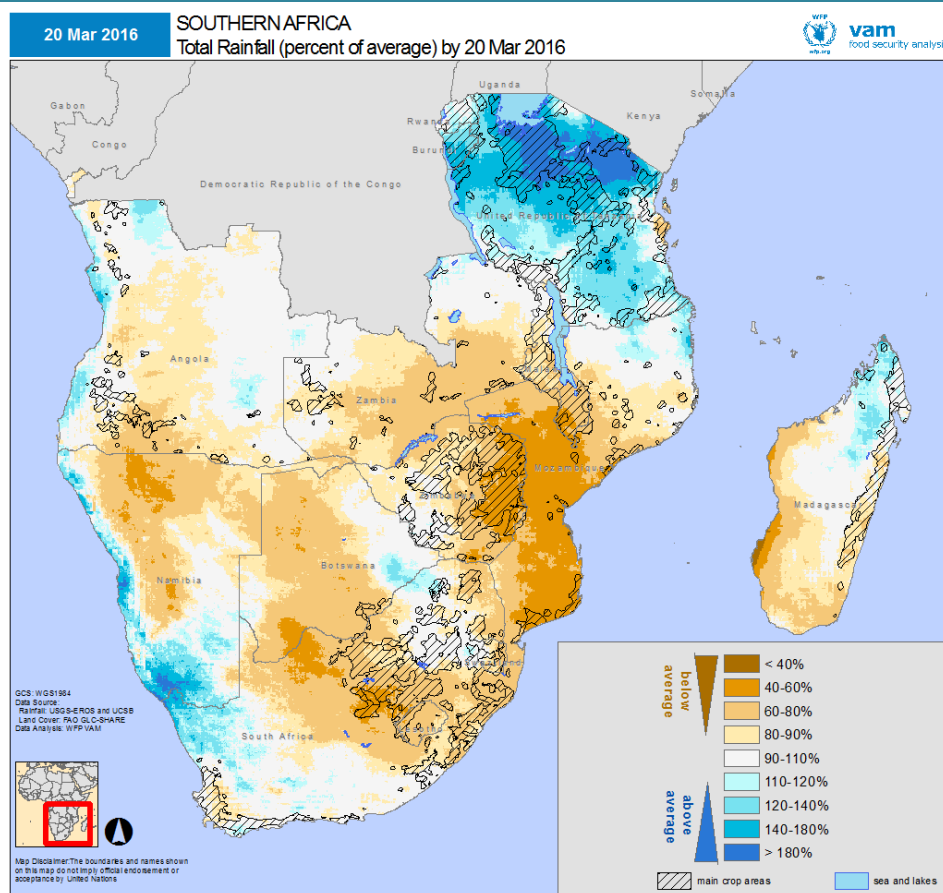 20 Mar 2016
SOUTHERN AFRICA
Total Rainfall (percent of average) by 20 Mar 2016
WFP
wfp.org
vam
food security analysis
Uganda
Somalia
Gabon
Kenya
Rwanda
Congo
Burundi
Democratic Republic of the Congo
United Republic of Tanzania
Angola
Malawi
Zambia
Mozambique
Zimbabwe
Madagascar
Botswana
Namibia
Swaziland
South Africa
Lesotho
GCS: WGS1984
Data Source:
Rainfall: USGS-EROS and UCSB
Land Cover: FAO GLC-SHARE
Data Analysis: WFP VAM
below
average
above
average
< 40%
40-60%
60-80%
80-90%
90-110%
110-120%
120-140%
140-180%
> 180%
main crop areas
sea and lakes
Map Disclaimer:The boundaries and names shown
on this map do not imply official endorsement or
acceptance by United Nations